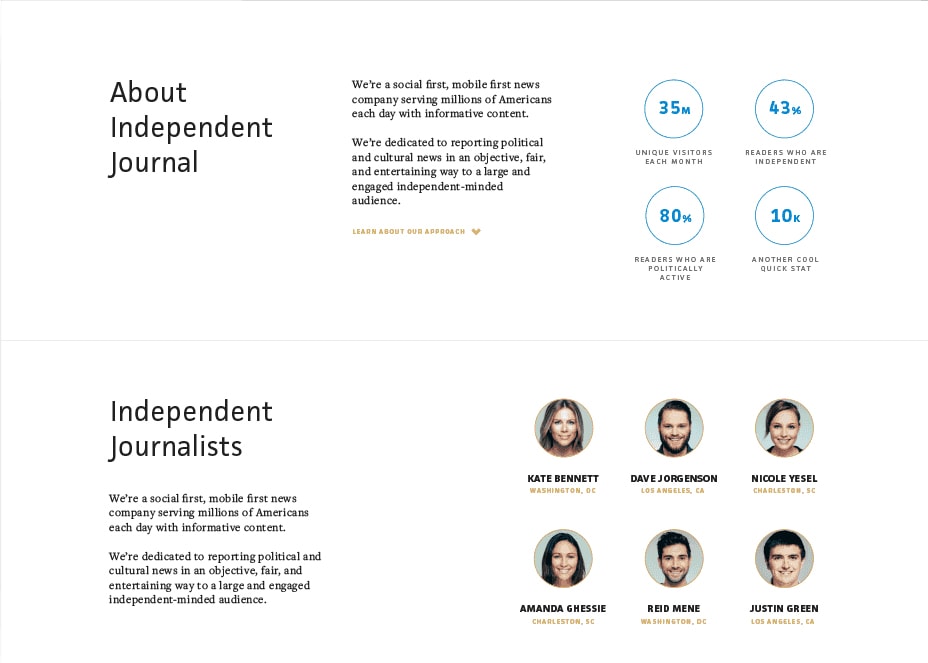 About
Independent
Journal
We're a social first, mobile first news
company serving millions of Americans
each day with informative content.
We're dedicated to reporting political
and cultural news in an objective, fair,
and entertaining way to a large and
engaged independent-minded
audience.
LEARN ABOUT OUR APPROACH
35M
UNIQUE VISITORS
EACH MONTH
43%
READERS WHO ARE
INDEPENDENT
80%
READERS WHO ARE
POLITICALLY
ACTIVE
10K
ANOTHER COOL
QUICK STAT
Independent
Journalists
We're a social first, mobile first news
company serving millions of Americans
each day with informative content.
We're dedicated to reporting political and
cultural news in an objective, fair, and
entertaining way to a large and engaged
independent-minded audience.
KATE BENNETT
WASHINGTON, DC
DAVE JORGENSON
LOS ANGELES, CA
NICOLE YESEL
CHARLESTON, SC
AMANDA GHESSIE
CHARLESTON, SC
REID MENE
WASHINGTON, DC
JUSTIN GREEN
LOS ANGELES, CA